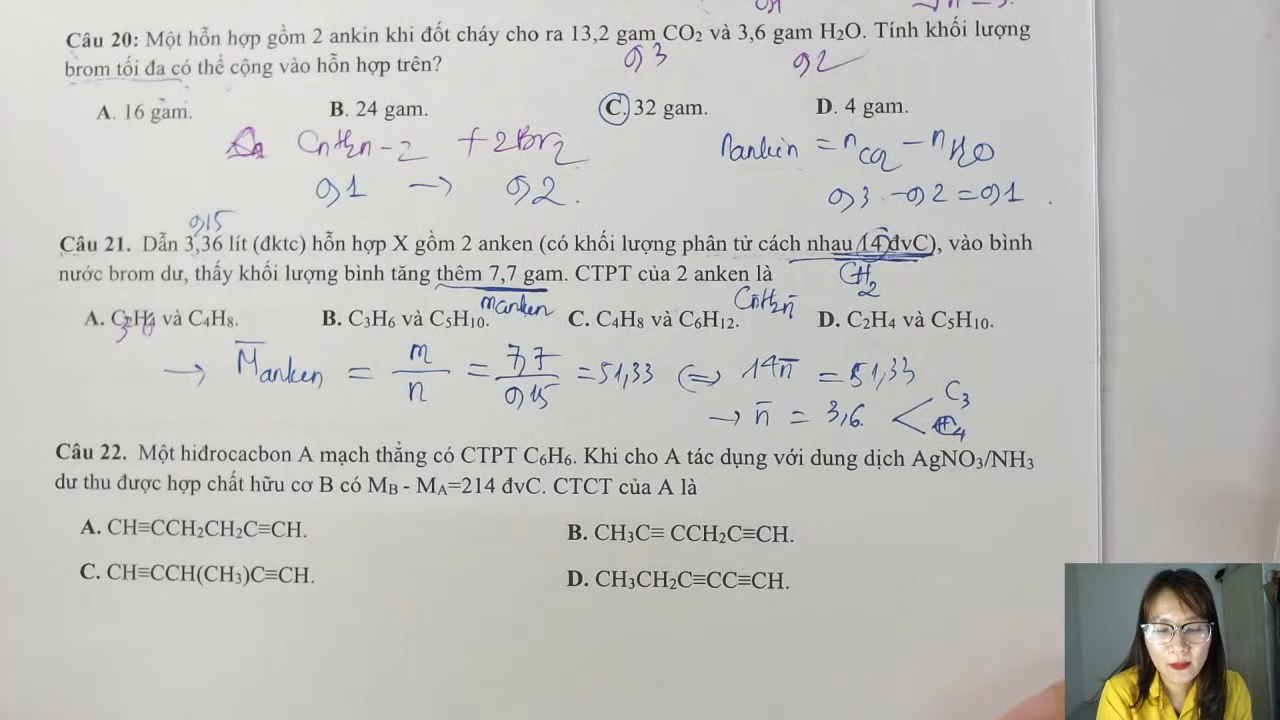 Câu 20: Một hỗn hợp gồm 2 ankin khi đốt cháy cho ra 13,2 gam CO₂ và 3,6 gam H₂O. Tính khối lượng
0,3 0,2
brom tối đa có thể cộng vào hỗn hợp trên?
A. 16 gam. B. 24 gam. C. 32 gam. D. 4 gam.
CnH2n-2 + 2Br2 nankin = nCO2 - nH2O
0,1 → 0,2. 0,3 - 0,2 = 0,1
0,15
Câu 21. Dẫn 3,36 lít (đktc) hỗn hợp X gồm 2 anken (có khối lượng phân tử cách nhau 14 đvC), vào bình
nước brom dư, thấy khối lượng bình tăng thêm 7,7 gam. CTPT của 2 anken là
CH2
manken Cn̄H2n̄
A. C3H6 và C₄H₈. B. C₃H₆ và C₅H₁₀. C. C₄H₈ và C₆H₁₂. D. C₂H₄ và C₅H₁₀.
→ M̄anken = m/n = 7,7/0,15 = 51,33 ⇔ 14n̄ = 51,33
→ n̄ = 3,6 < C3
C4
Câu 22. Một hiđrocacbon A mạch thẳng có CTPT C₆H₆. Khi cho A tác dụng với dung dịch AgNO₃/NH₃
dư thu được hợp chất hữu cơ B có MB - MA=214 đvC. CTCT của A là
A. CH≡CCH₂CH₂C≡CH. B. CH₃C≡ CCH₂C≡CH.
C. CH≡CCH(CH₃)C≡CH. D. CH₃CH₂C≡CC≡CH.